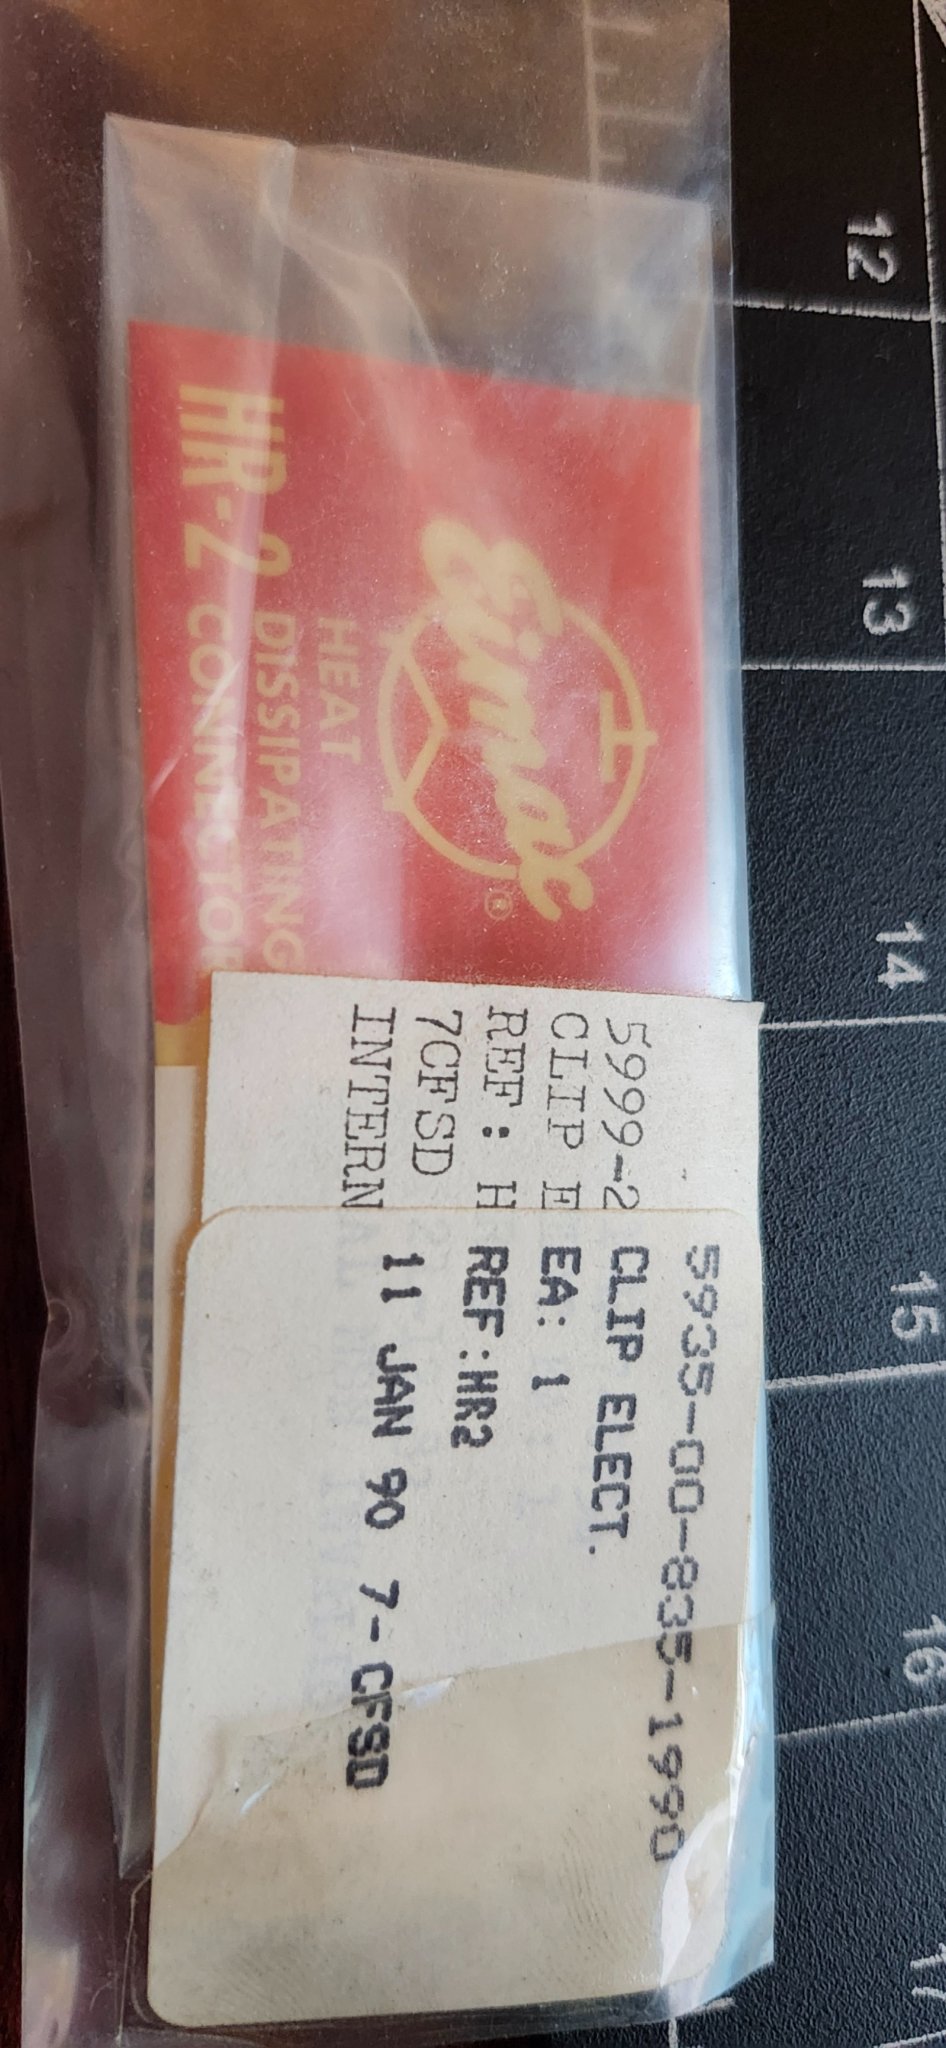 Eimac®
HEAT
HR-2 DISSIPATING
CONNECTOR
5999-2
CLIP E
REF: H
7CFSD
INTERN
5935-00-835-1990
CLIP ELECT.
EA: 1
REF:HR2
11 JAN 90 7-CFSD
12
13
14
15
16
17